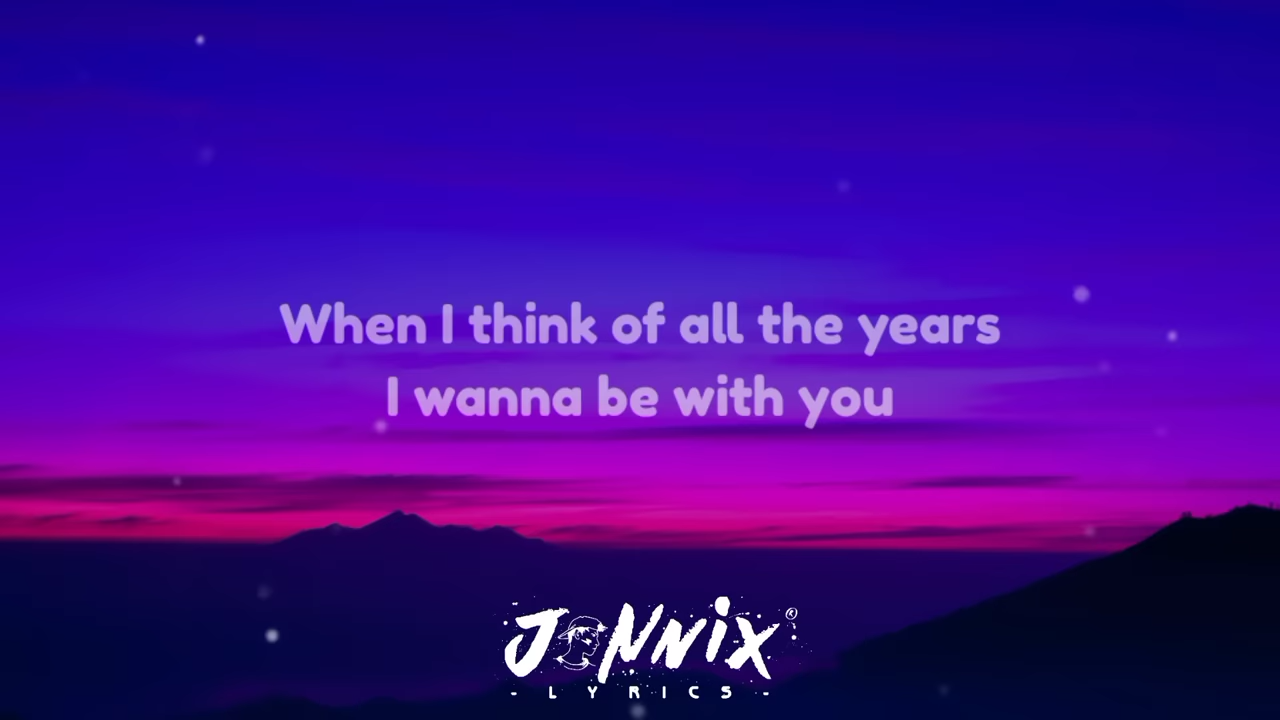 When I think of all the years
I wanna be with you
JONNIX®
- LYRICS -